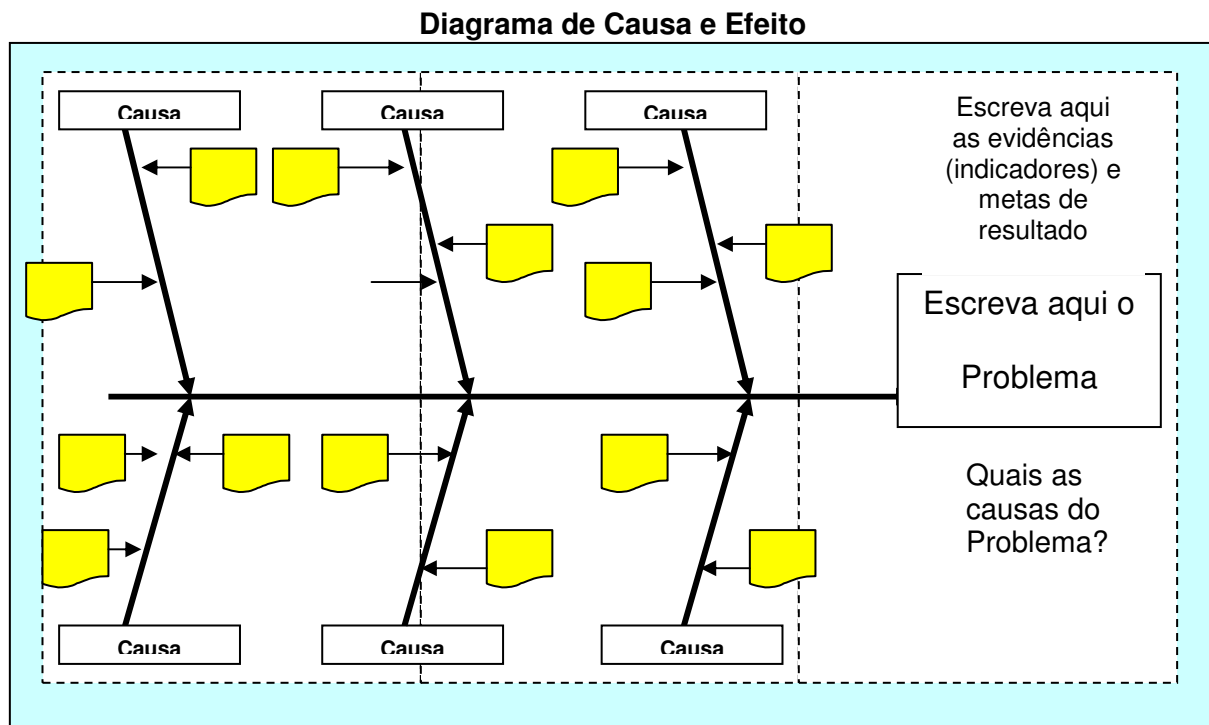 Diagrama de Causa e Efeito
Causa
Causa
Causa
Escreva aqui
as evidências
(indicadores) e
metas de
resultado
Escreva aqui o
Problema
Quais as
causas do
Problema?
Causa
Causa
Causa